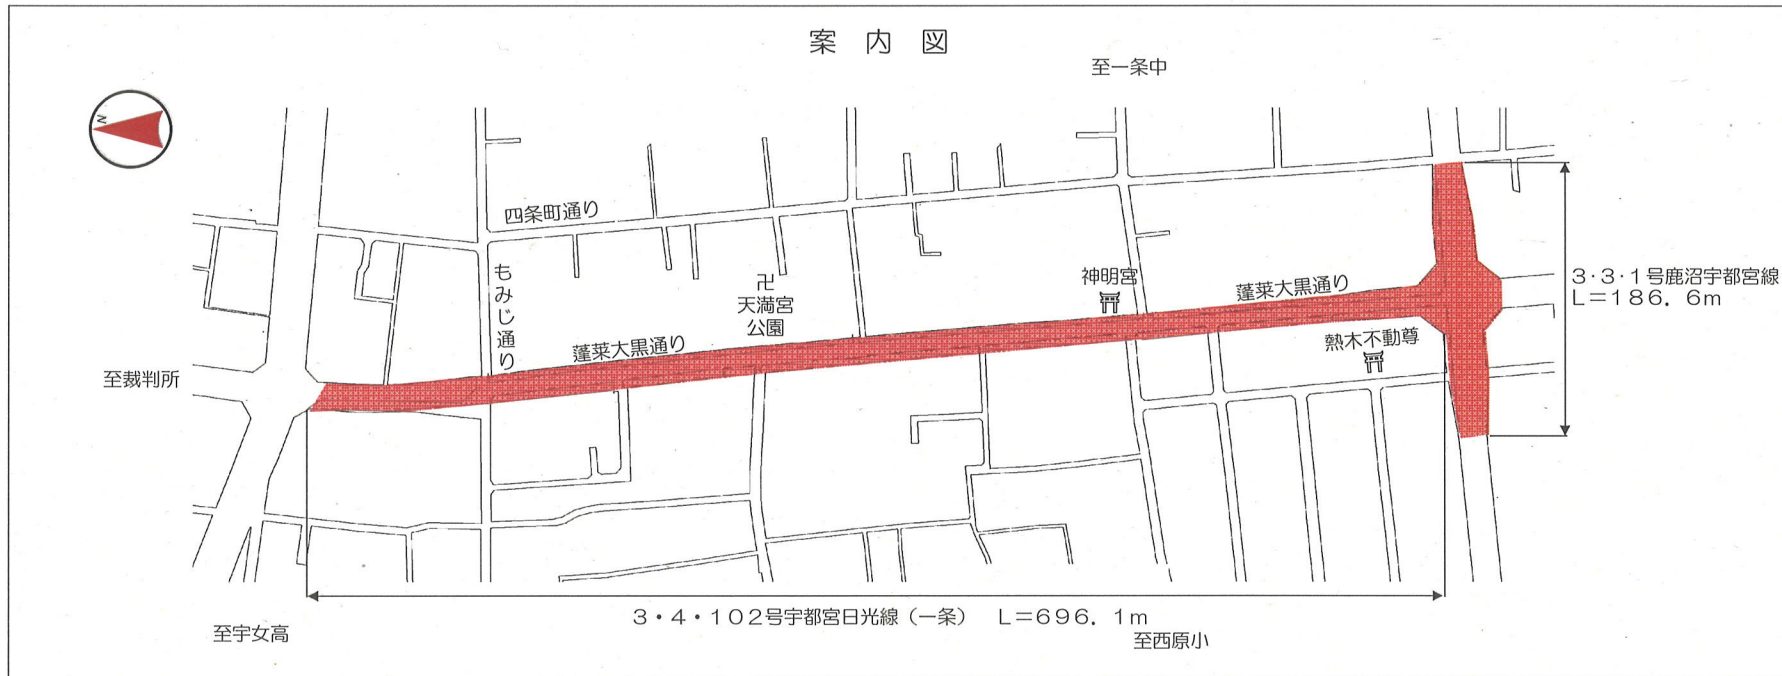 案内図
至一条中
N
四条町通り
もみじ通り
卍
天満宮
公園
神明宮
蓬莱大黒通り
3・3・1号鹿沼宇都宮線
L=186.6m
蓬莱大黒通り
熱木不動尊
至裁判所
3・4・102号宇都宮日光線(一条) L=696.1m
至宇女高
至西原小